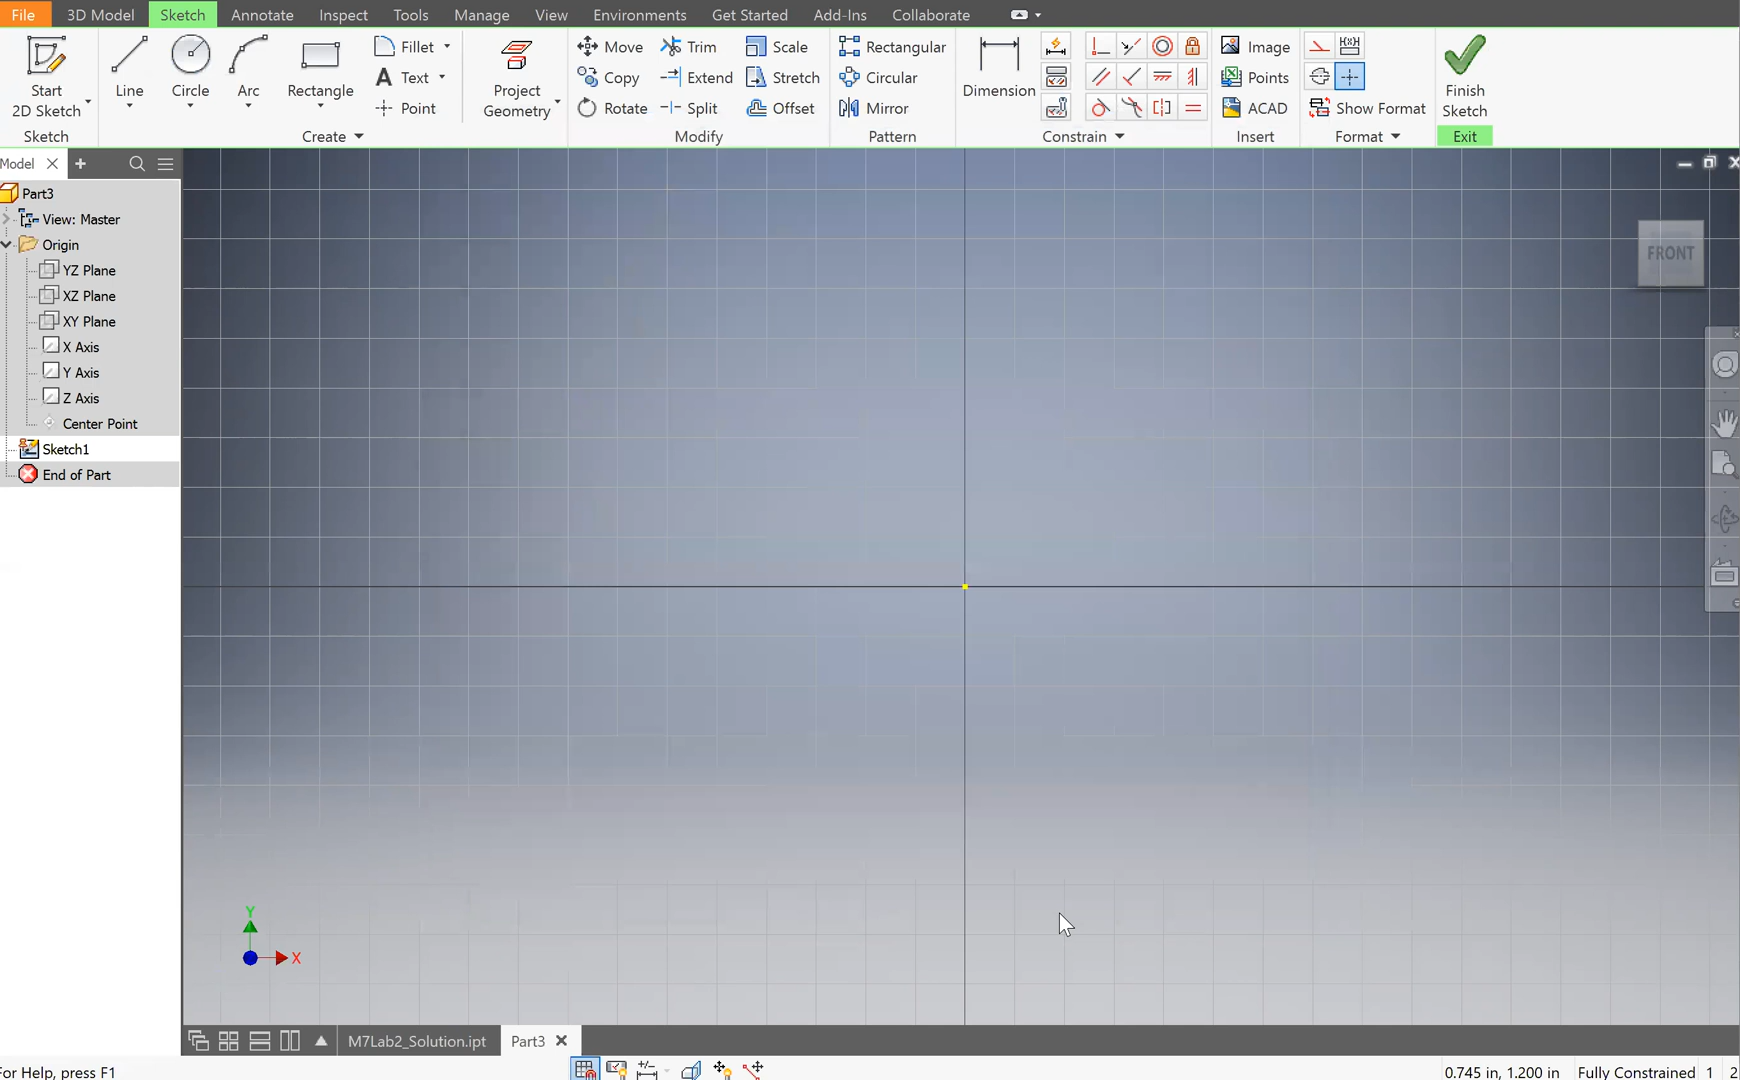 File 3D Model Sketch Annotate Inspect Tools Manage View Environments Get Started Add-Ins Collaborate
Start
2D Sketch
Line
Circle
Arc
Rectangle
Fillet
Text
Point
Project
Geometry
Move
Copy
Rotate
Trim
Extend
Split
Scale
Stretch
Offset
Rectangular
Circular
Mirror
Dimension
Image
Points
ACAD
Show Format
Finish
Sketch
Sketch Create Modify Pattern Constrain Insert Format Exit
Model
Part3
View: Master
Origin
YZ Plane
XZ Plane
XY Plane
X Axis
Y Axis
Z Axis
Center Point
Sketch1
End of Part
FRONT
Y
X
M7Lab2_Solution.ipt Part3
For Help, press F1 0.745 in, 1.200 in Fully Constrained 1 2